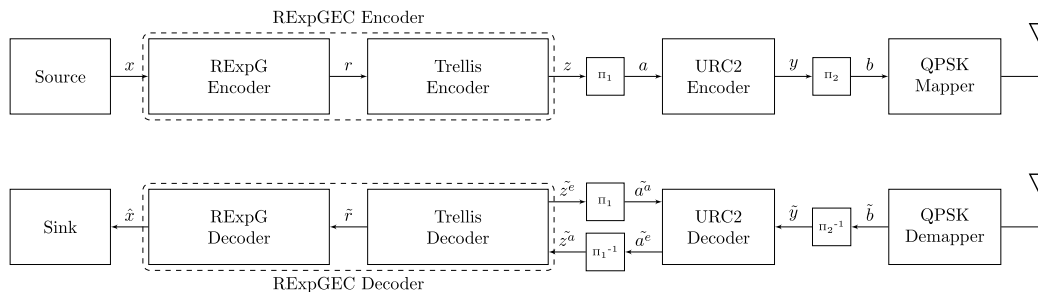 RExpGEC Encoder
Source
x
RExpG
Encoder
r
Trellis
Encoder
z
π₁
a
URC2
Encoder
y
π₂
b
QPSK
Mapper
Sink
x̂
RExpG
Decoder
r̃
Trellis
Decoder
z̃ᵉ
π₁
ãᵃ
z̃ᵃ
π₁⁻¹
ãᵉ
URC2
Decoder
ỹ
π₂⁻¹
b̃
QPSK
Demapper
RExpGEC Decoder